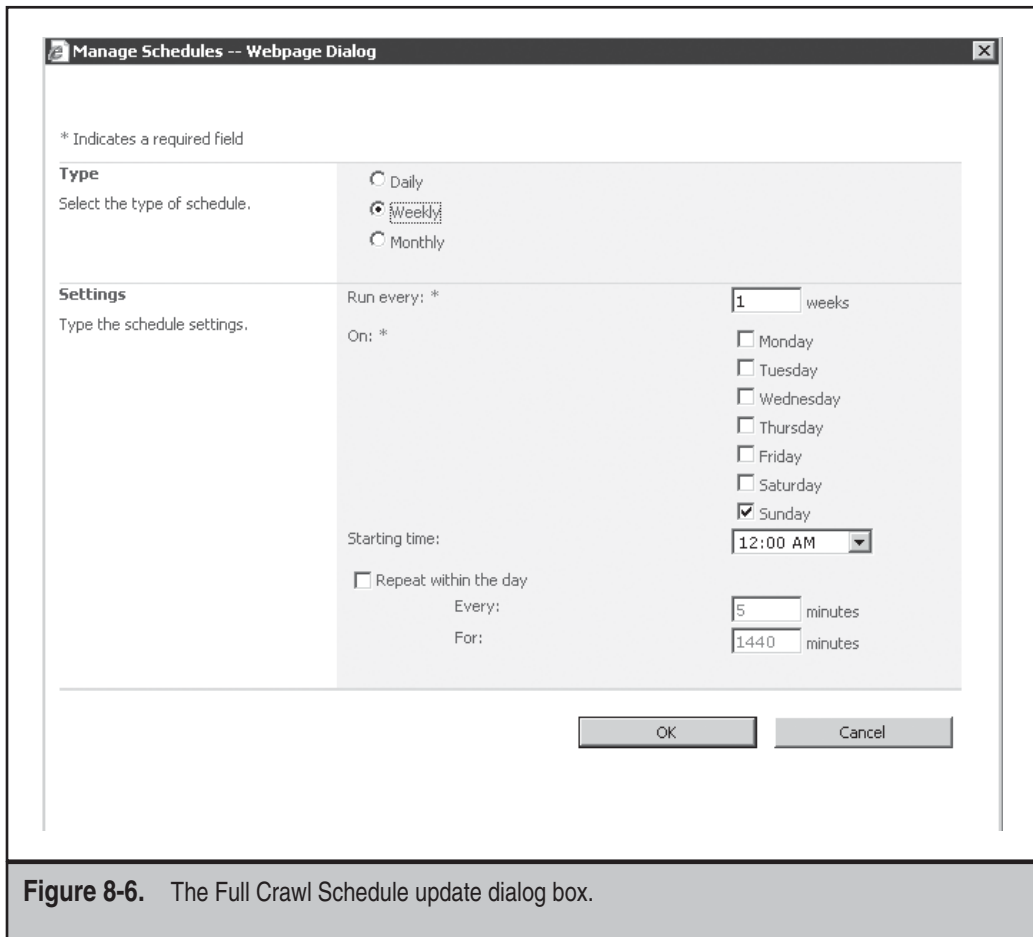 Manage Schedules -- Webpage Dialog
* Indicates a required field
Type
Select the type of schedule.
Daily
Weekly
Monthly
Settings
Type the schedule settings.
Run every: *
1 weeks
On: *
Monday
Tuesday
Wednesday
Thursday
Friday
Saturday
Sunday
Starting time:
12:00 AM
Repeat within the day
Every:
5 minutes
For:
1440 minutes
OK
Cancel
Figure 8-6. The Full Crawl Schedule update dialog box.